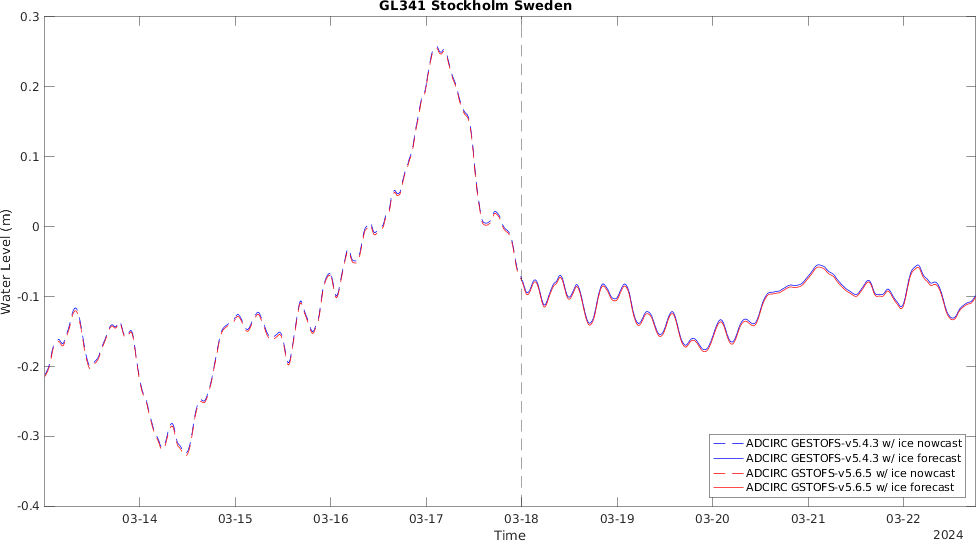 GL341 Stockholm Sweden
0.3
0.2
0.1
0
-0.1
-0.2
-0.3
-0.4
Water Level (m)
ADCIRC GESTOFS-v5.4.3 w/ ice nowcast
ADCIRC GESTOFS-v5.4.3 w/ ice forecast
ADCIRC GSTOFS-v5.6.5 w/ ice nowcast
ADCIRC GSTOFS-v5.6.5 w/ ice forecast
03-14 03-15 03-16 03-17 03-18 03-19 03-20 03-21 03-22
Time
2024